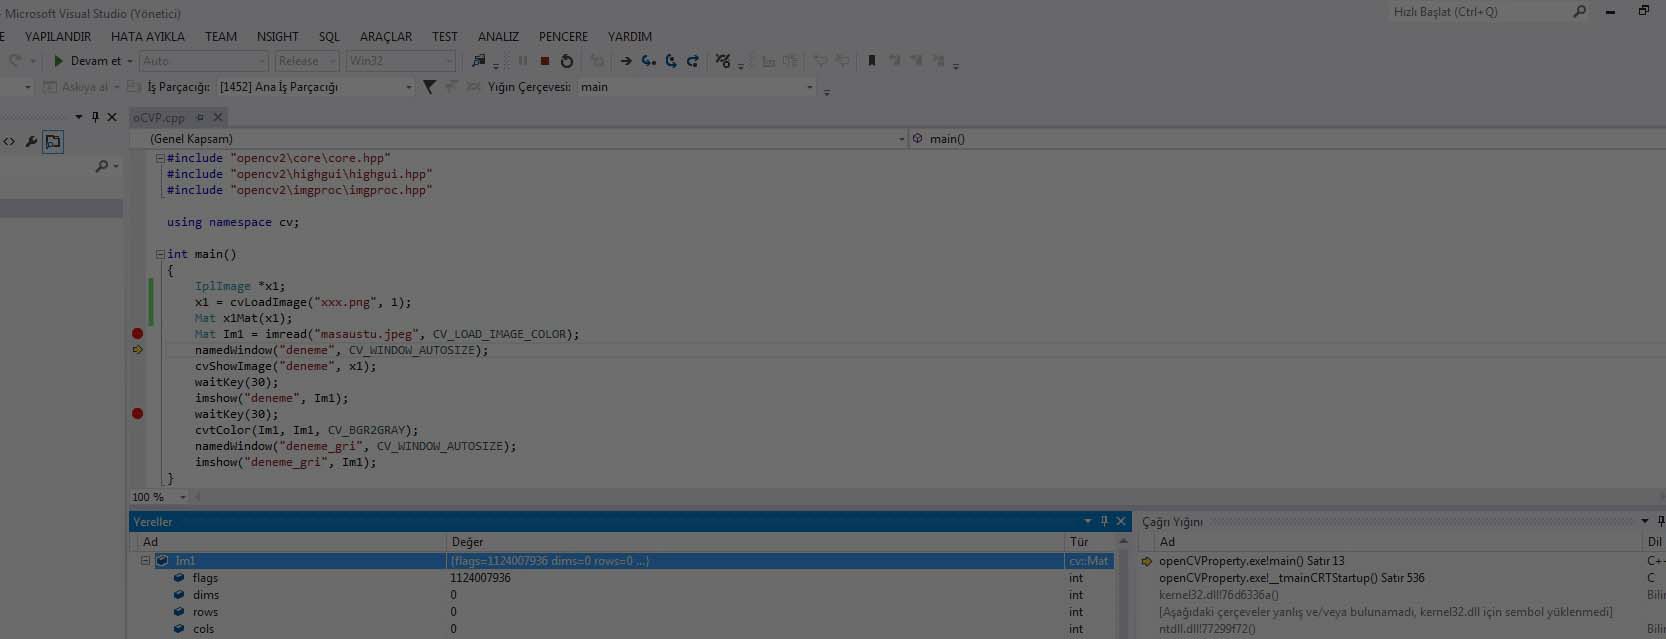 - Microsoft Visual Studio (Yönetici)
Hızlı Başlat (Ctrl+Q)
E YAPILANDIR HATA AYIKLA TEAM NSIGHT SQL ARAÇLAR TEST ANALIZ PENCERE YARDIM
Devam et Auto Release Win32
Askıya al İş Parçacığı: [1452] Ana İş Parçacığı Yığın Çerçevesi: main
oCVP.cpp
(Genel Kapsam) main()
#include "opencv2\core\core.hpp"
#include "opencv2\highgui\highgui.hpp"
#include "opencv2\imgproc\imgproc.hpp"
using namespace cv;
int main()
{
IplImage *x1;
x1 = cvLoadImage("xxx.png", 1);
Mat x1Mat(x1);
Mat Im1 = imread("masaustu.jpeg", CV_LOAD_IMAGE_COLOR);
namedWindow("deneme", CV_WINDOW_AUTOSIZE);
cvShowImage("deneme", x1);
waitKey(30);
imshow("deneme", Im1);
waitKey(30);
cvtColor(Im1, Im1, CV_BGR2GRAY);
namedWindow("deneme_gri", CV_WINDOW_AUTOSIZE);
imshow("deneme_gri", Im1);
}
100 %
Yereller
Ad Değer Tür
Im1 {flags=1124007936 dims=0 rows=0 ...} cv::Mat
flags 1124007936 int
dims 0 int
rows 0 int
cols 0 int
Çağrı Yığını
Ad Dil
openCVProperty.exe!main() Satır 13 C++
openCVProperty.exe!__tmainCRTStartup() Satır 536 C
kernel32.dll!76d6336a() Bilin
[Aşağıdaki çerçeveler yanlış ve/veya bulunamadı, kernel32.dll için sembol yüklenmedi]
ntdll.dll!77299f72() Bilin